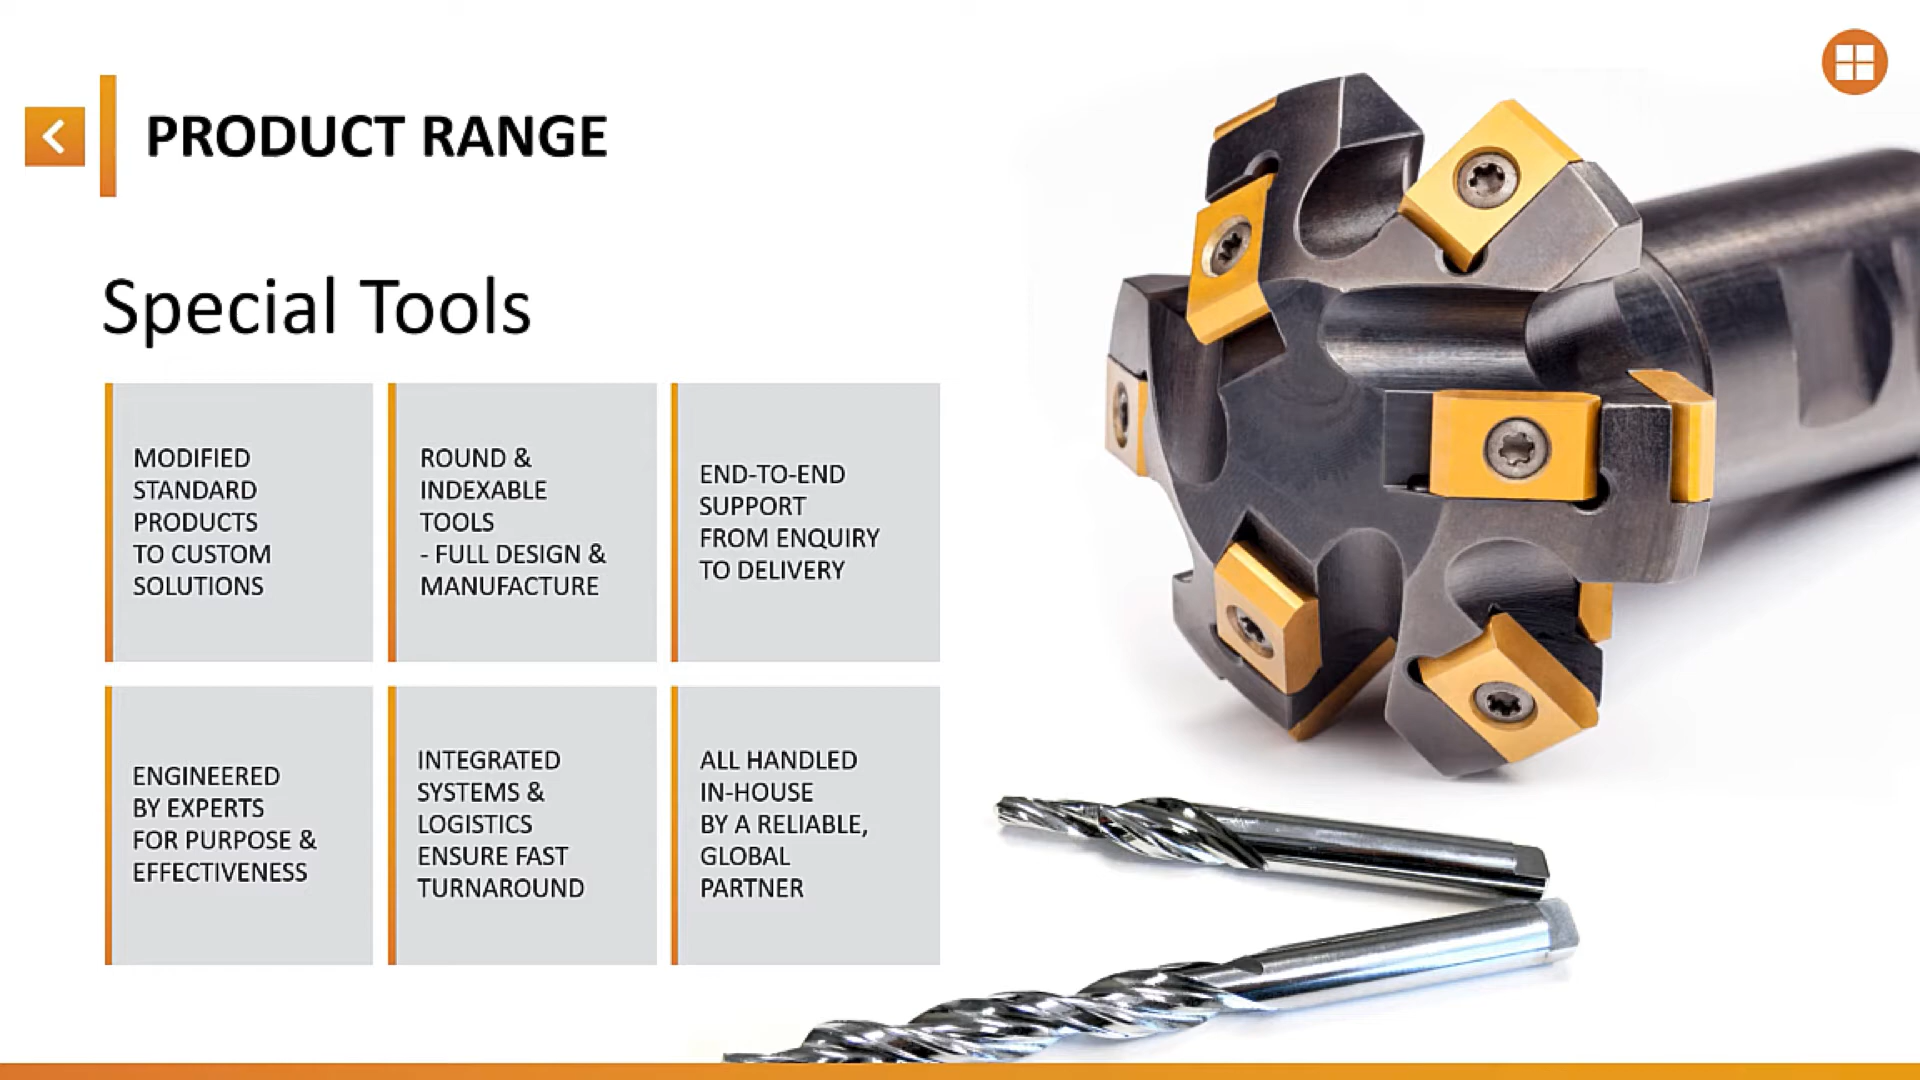 PRODUCT RANGE
Special Tools
MODIFIED
STANDARD
PRODUCTS
TO CUSTOM
SOLUTIONS
ROUND &
INDEXABLE
TOOLS
- FULL DESIGN &
MANUFACTURE
END-TO-END
SUPPORT
FROM ENQUIRY
TO DELIVERY
ENGINEERED
BY EXPERTS
FOR PURPOSE &
EFFECTIVENESS
INTEGRATED
SYSTEMS &
LOGISTICS
ENSURE FAST
TURNAROUND
ALL HANDLED
IN-HOUSE
BY A RELIABLE,
GLOBAL
PARTNER